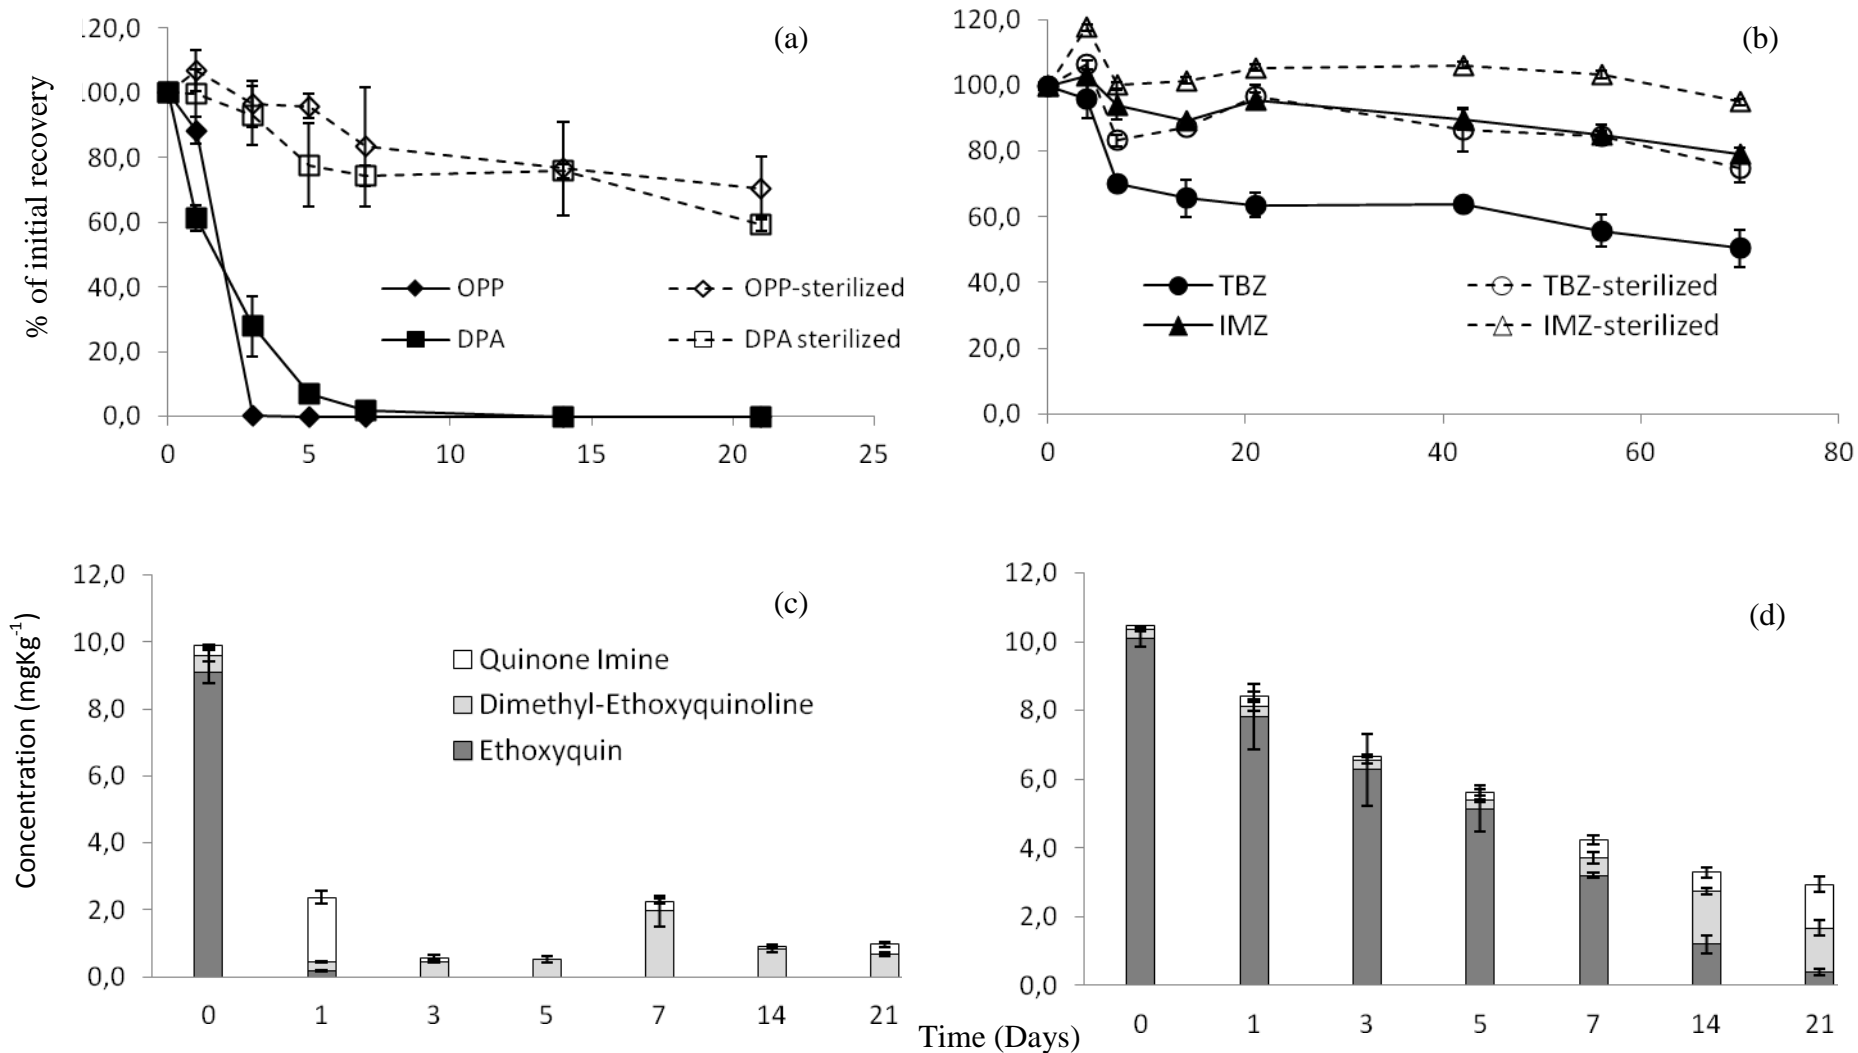 % of initial recovery
(a)
.20,0
.00,0
80,0
60,0
40,0
20,0
0,0
0 5 10 15 20 25
OPP OPP-sterilized
DPA DPA sterilized
(b)
120,0
100,0
80,0
60,0
40,0
20,0
0,0
0 20 40 60 80
TBZ TBZ-sterilized
IMZ IMZ-sterilized
Concentration (mgKg-1)
(c)
12,0
10,0
8,0
6,0
4,0
2,0
0,0
0 1 3 5 7 14 21
Quinone Imine
Dimethyl-Ethoxyquinoline
Ethoxyquin
(d)
12,0
10,0
8,0
6,0
4,0
2,0
0,0
0 1 3 5 7 14 21
Time (Days)